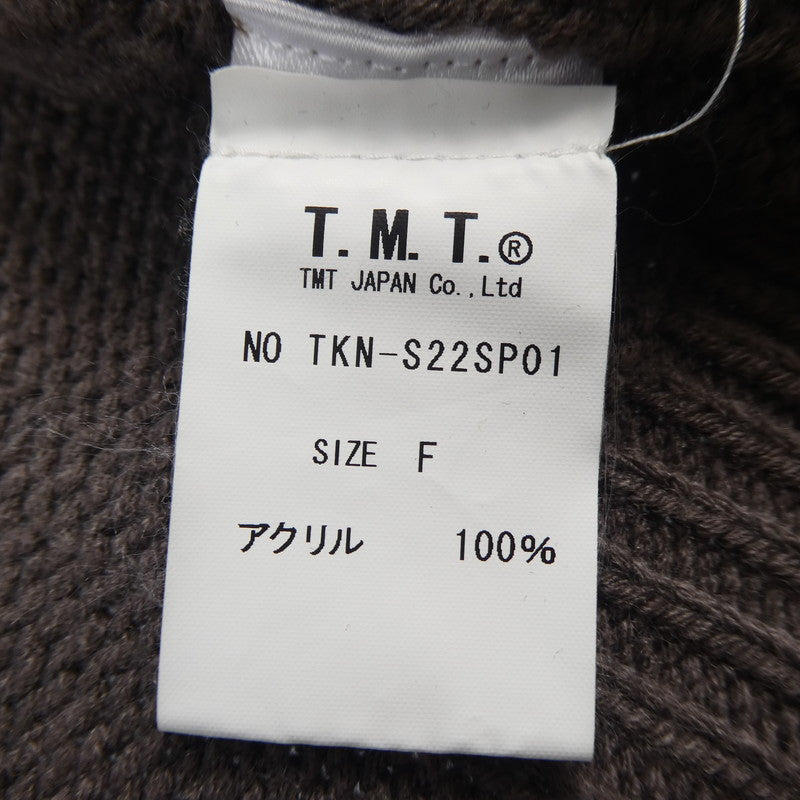 T.M.T.®
TMT JAPAN Co.,Ltd
NO TKN-S22SP01
SIZE F
アクリル 100%